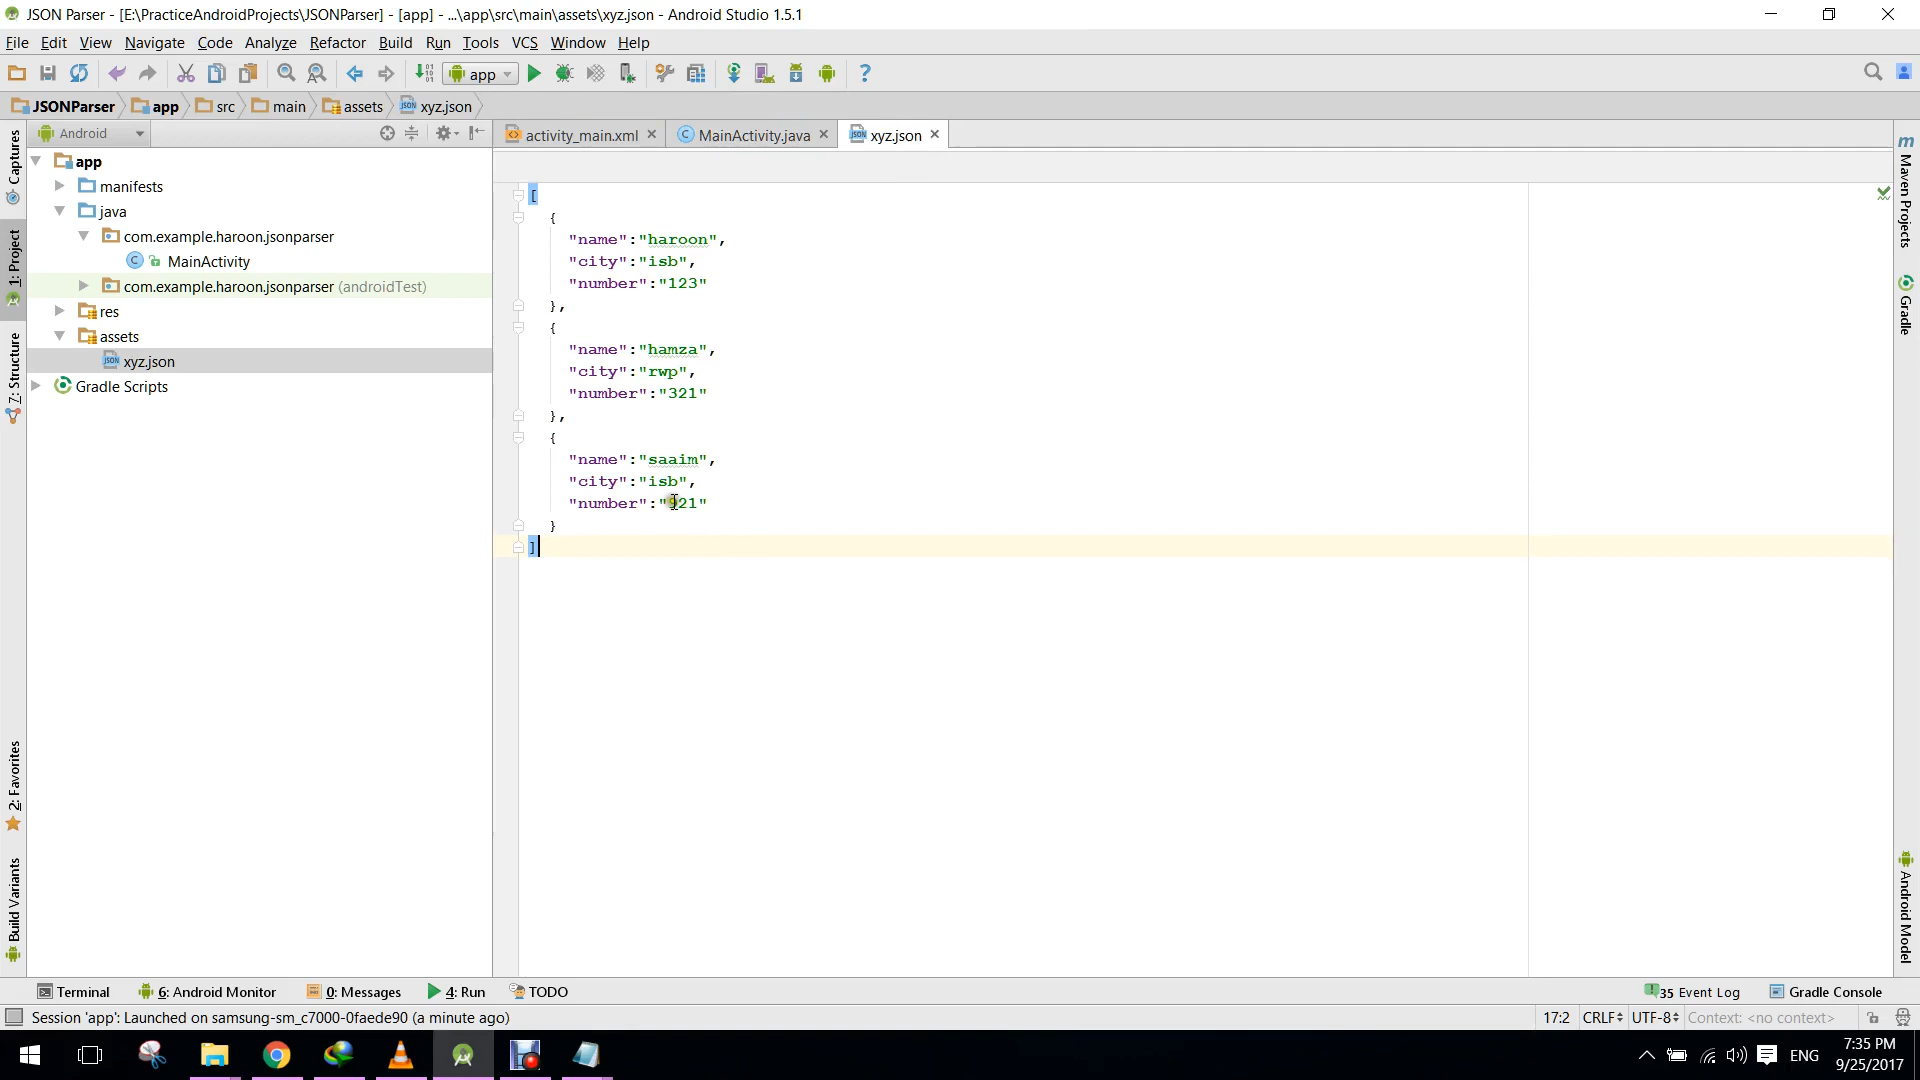 JSON Parser - [E:\PracticeAndroidProjects\JSONParser] - [app] - ...\app\src\main\assets\xyz.json - Android Studio 1.5.1
File Edit View Navigate Code Analyze Refactor Build Run Tools VCS Window Help
app
JSONParser app src main assets xyz.json
Android
activity_main.xml MainActivity.java xyz.json
app
manifests
java
com.example.haroon.jsonparser
MainActivity
com.example.haroon.jsonparser (androidTest)
res
assets
xyz.json
Gradle Scripts
[
{
"name":"haroon",
"city":"isb",
"number":"123"
},
{
"name":"hamza",
"city":"rwp",
"number":"321"
},
{
"name":"saaim",
"city":"isb",
"number":
}
]
Captures
1: Project
7: Structure
2: Favorites
Build Variants
Maven Projects
Gradle
Android Model
Terminal 6: Android Monitor 0: Messages 4: Run TODO 35 Event Log Gradle Console
Session 'app': Launched on samsung-sm_c7000-0faede90 (a minute ago) 17:2 CRLF UTF-8 Context: <no context>
ENG
7:35 PM
9/25/2017